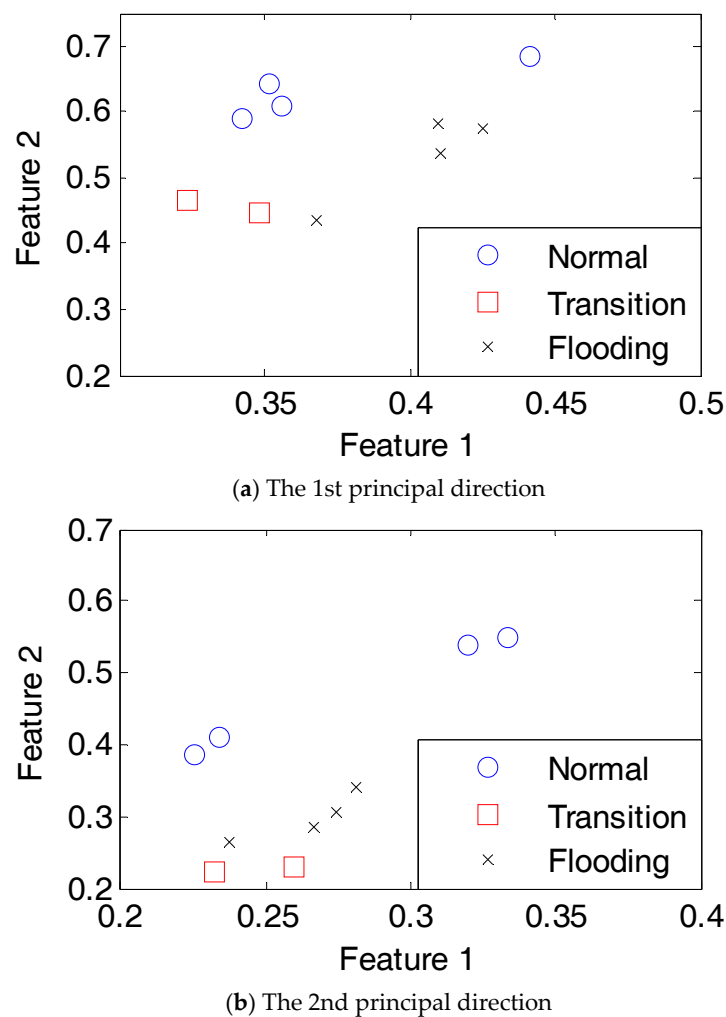 0.7
0.6
0.5
0.4
0.3
0.2
Feature 2
Normal
Transition
Flooding
0.35
0.4
0.45
0.5
Feature 1
(a) The 1st principal direction
0.7
0.6
0.5
0.4
0.3
0.2
Feature 2
Normal
Transition
Flooding
0.2
0.25
0.3
0.35
0.4
Feature 1
(b) The 2nd principal direction